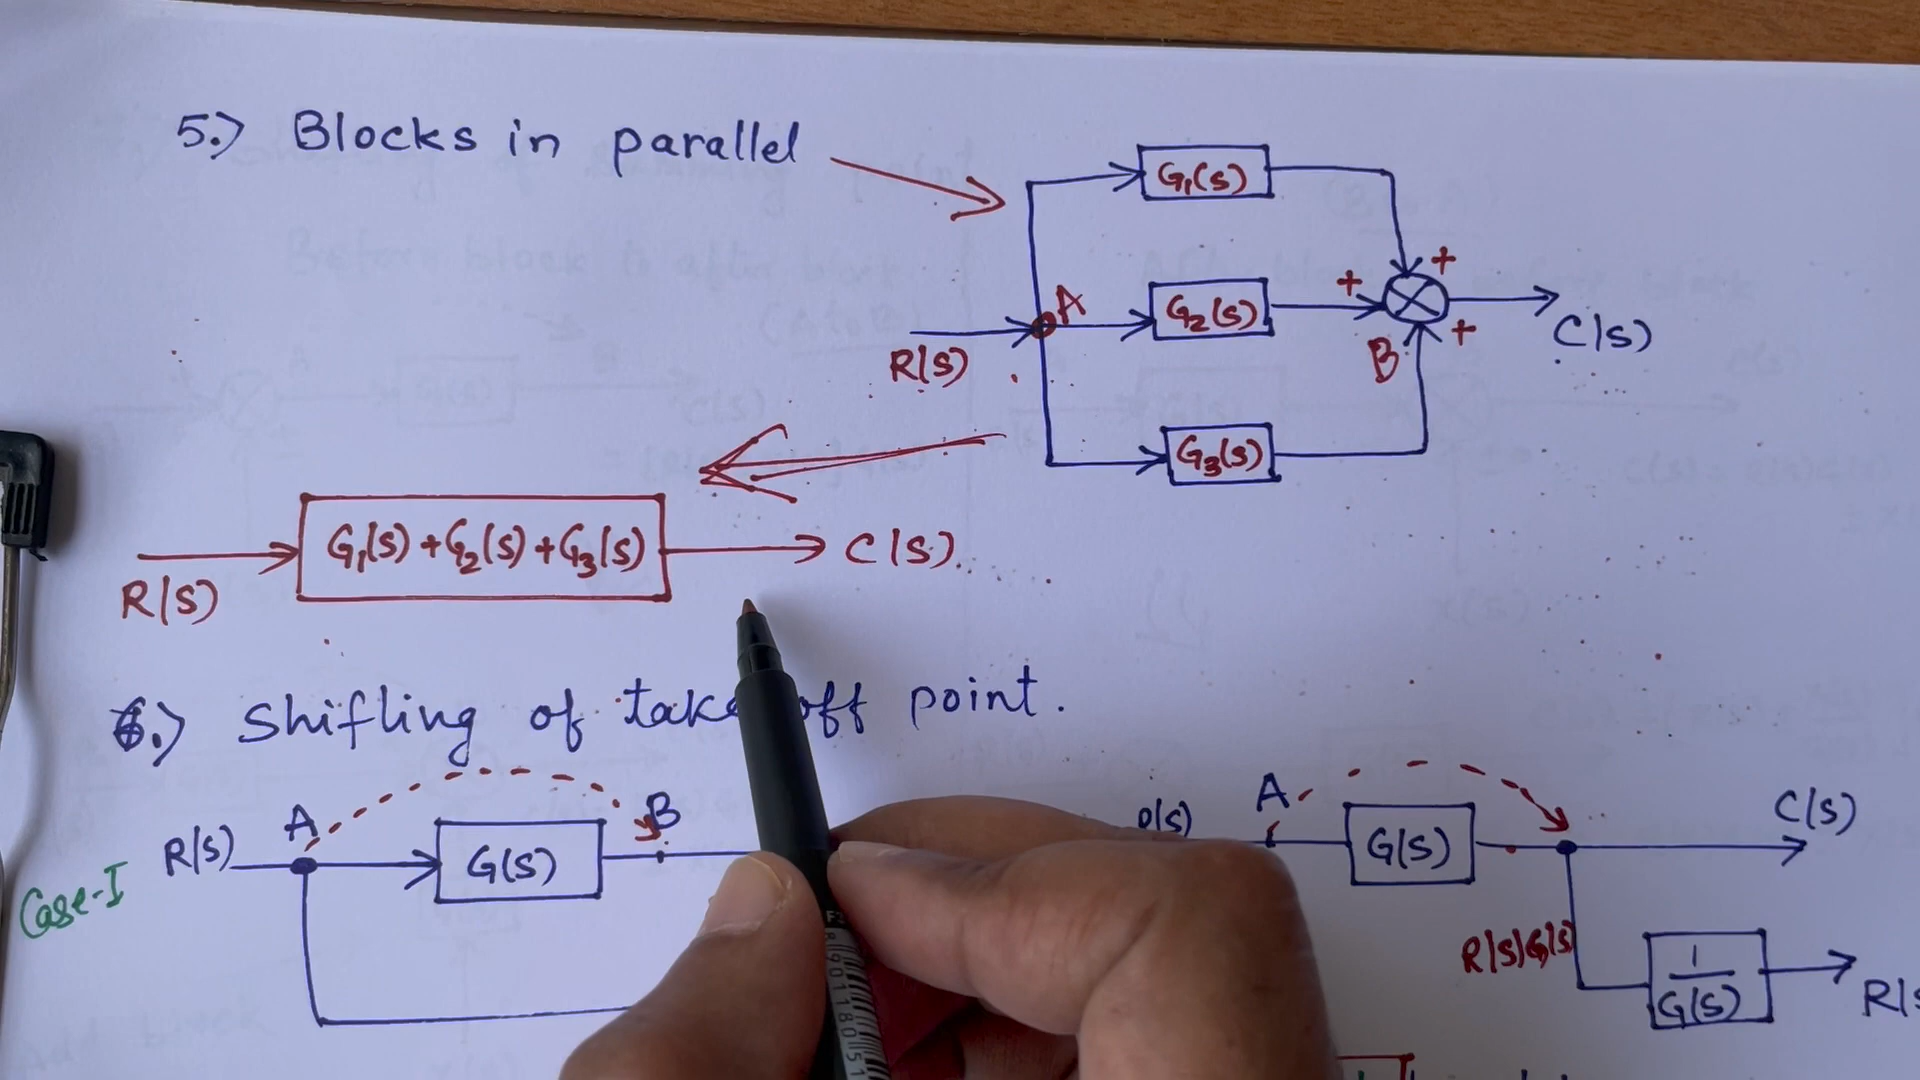 5.) Blocks in parallel
G1(s)
+
A
+
G2(s)
R(s)
B
+
C(s)
G3(s)
G1(s)+G2(s)+G3(s)
R(s)
C(s)
6.) Shifting of take off point.
Case-I
R(s)
A
G(s)
B
A
G(s)
C(s)
R(s)G(s)
1
G(s)